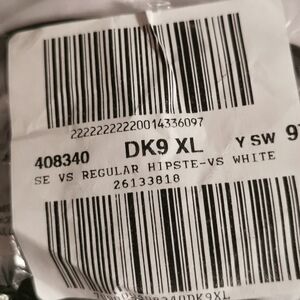 22222222220014336097
408340 DK9 XL Y SW
SE VS REGULAR HIPSTE-VS WHITE
26133818